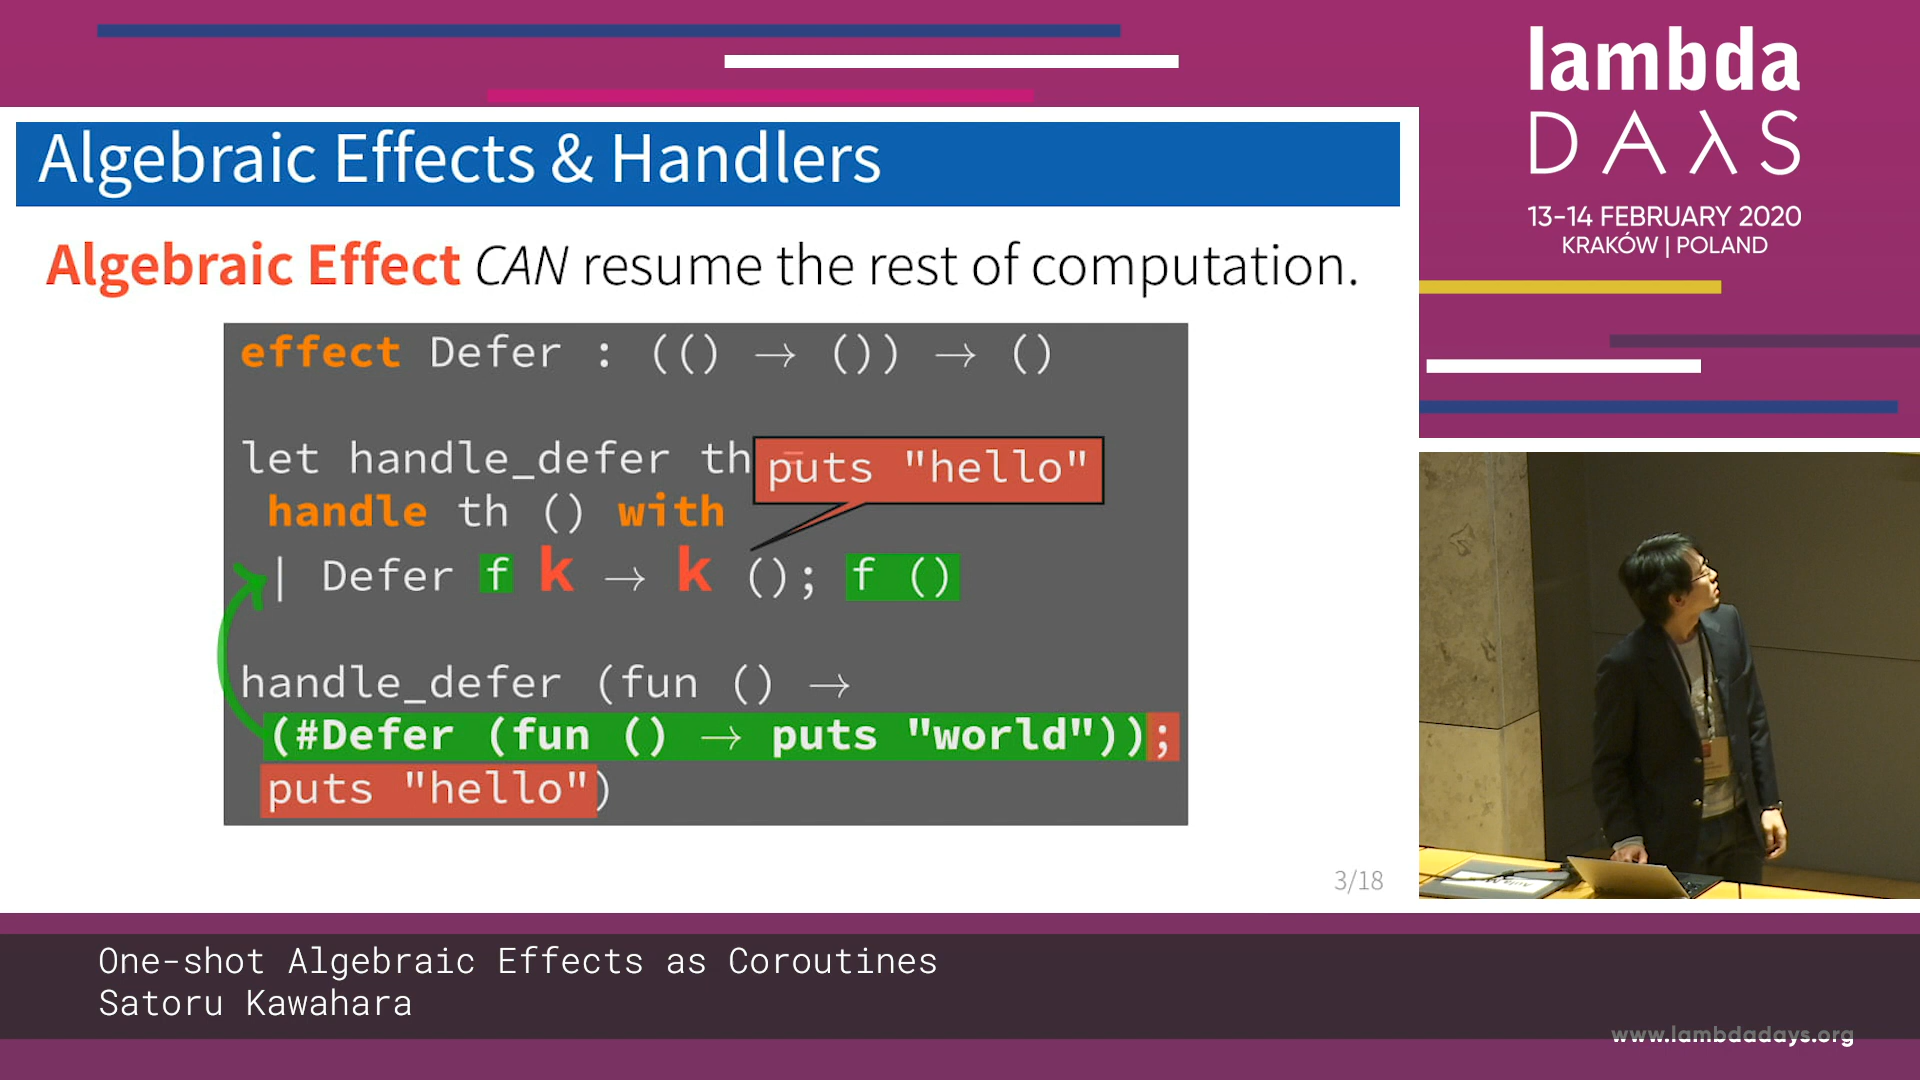 lambda
DAλS
13-14 FEBRUARY 2020
KRAKÓW | POLAND
Algebraic Effects & Handlers
Algebraic Effect CAN resume the rest of computation.
effect Defer : (() → ()) → ()
let handle_defer th =
puts "hello"
handle th () with
| Defer f k → k (); f ()
handle_defer (fun () →
(#Defer (fun () → puts "world"));
puts "hello")
3/18
One-shot Algebraic Effects as Coroutines
Satoru Kawahara
www.lambdadays.org